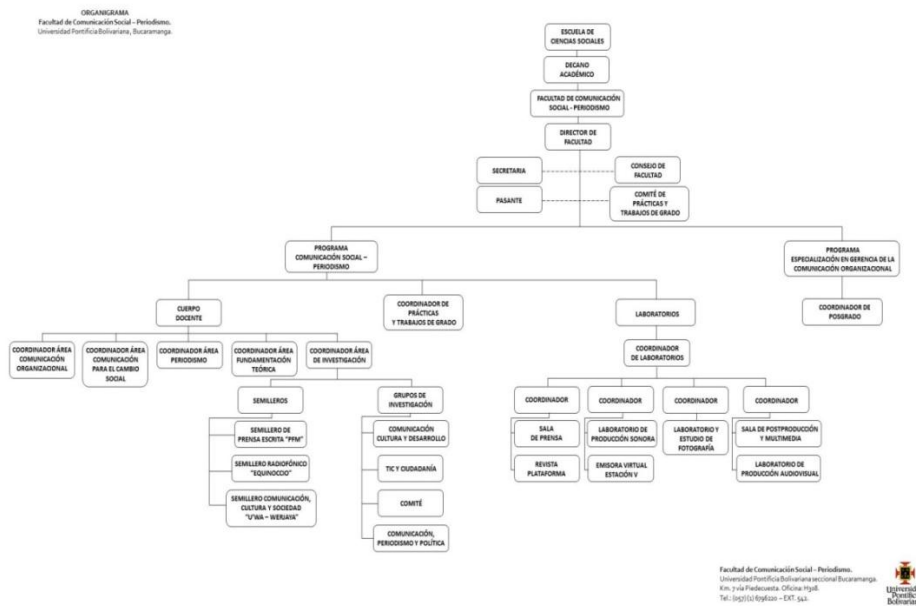 ORGANIGRAMA
Facultad de Comunicación Social – Periodismo.
Universidad Pontificia Bolivariana, Bucaramanga.
ESCUELA DE
CIENCIAS SOCIALES
DECANO
ACADÉMICO
FACULTAD DE COMUNICACIÓN
SOCIAL - PERIODISMO
DIRECTOR DE
FACULTAD
SECRETARIA
CONSEJO DE
FACULTAD
PASANTE
COMITÉ DE
PRÁCTICAS Y
TRABAJOS DE GRADO
PROGRAMA
COMUNICACIÓN SOCIAL –
PERIODISMO
PROGRAMA
ESPECIALIZACIÓN EN GERENCIA DE LA
COMUNICACIÓN ORGANIZACIONAL
CUERPO
DOCENTE
COORDINADOR DE
PRÁCTICAS
Y TRABAJOS DE GRADO
LABORATORIOS
COORDINADOR DE
POSGRADO
COORDINADOR ÁREA
COMUNICACIÓN
ORGANIZACIONAL
COORDINADOR ÁREA
COMUNICACIÓN
PARA EL CAMBIO
SOCIAL
COORDINADOR ÁREA
PERIODISMO
COORDINADOR ÁREA
FUNDAMENTACIÓN
TEÓRICA
COORDINADOR ÁREA
DE INVESTIGACIÓN
COORDINADOR
DE LABORATORIOS
SEMILLEROS
GRUPOS DE
INVESTIGACIÓN
COORDINADOR
COORDINADOR
COORDINADOR
COORDINADOR
SEMILLERO DE
PRENSA ESCRITA "PFM"
COMUNICACIÓN
CULTURA Y DESARROLLO
SALA
DE PRENSA
LABORATORIO DE
PRODUCCIÓN SONORA
LABORATORIO Y
ESTUDIO DE
FOTOGRAFÍA
SALA DE POSTPRODUCCIÓN
Y MULTIMEDIA
SEMILLERO RADIOFÓNICO
"EQUINOCCIO"
TIC Y CIUDADANÍA
REVISTA
PLATAFORMA
EMISORA VIRTUAL
ESTACIÓN V
LABORATORIO DE
PRODUCCIÓN AUDIOVISUAL
SEMILLERO COMUNICACIÓN,
CULTURA Y SOCIEDAD
"U'WA – WERJAYA"
COMITÉ
COMUNICACIÓN,
PERIODISMO Y POLÍTICA
Facultad de Comunicación Social – Periodismo.
Universidad Pontificia Bolivariana seccional Bucaramanga.
Km. 7 vía Piedecuesta. Oficina: H308.
Tel.: (057) (1) 6796220 – EXT. 542.
Universidad
Pontificia
Bolivariana